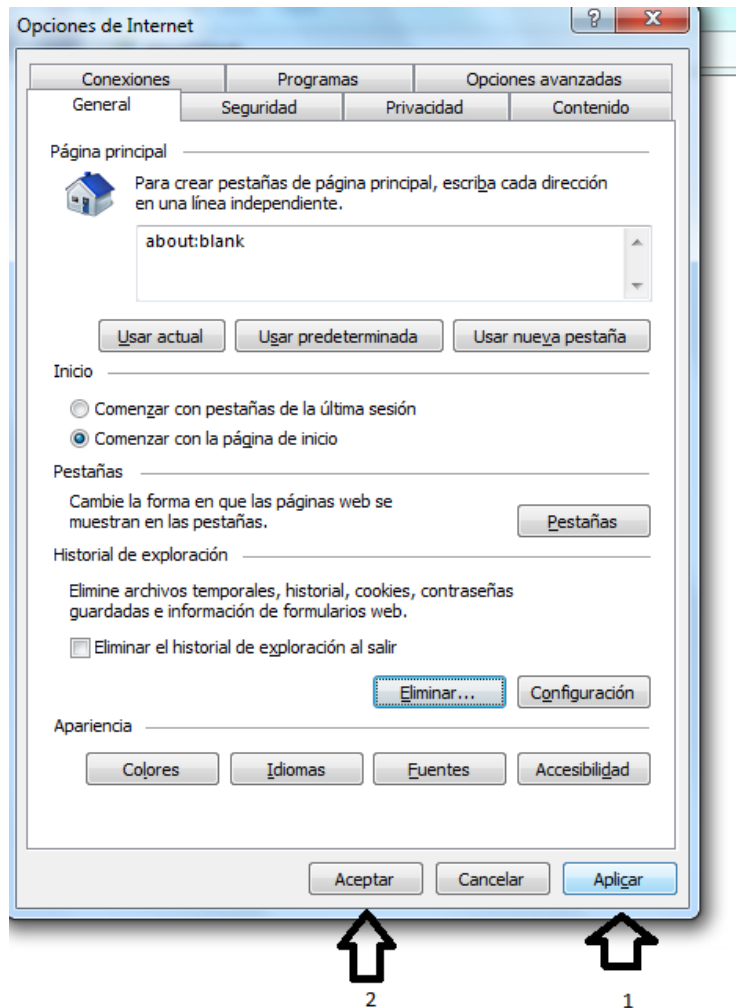 Opciones de Internet
?
X
Conexiones Programas Opciones avanzadas
General Seguridad Privacidad Contenido
Página principal
Para crear pestañas de página principal, escriba cada dirección
en una línea independiente.
about:blank
Usar actual Usar predeterminada Usar nueva pestaña
Inicio
Comenzar con pestañas de la última sesión
Comenzar con la página de inicio
Pestañas
Cambie la forma en que las páginas web se
muestran en las pestañas.
Pestañas
Historial de exploración
Elimine archivos temporales, historial, cookies, contraseñas
guardadas e información de formularios web.
Eliminar el historial de exploración al salir
Eliminar... Configuración
Apariencia
Colores Idiomas Fuentes Accesibilidad
Aceptar Cancelar Aplicar
2 1